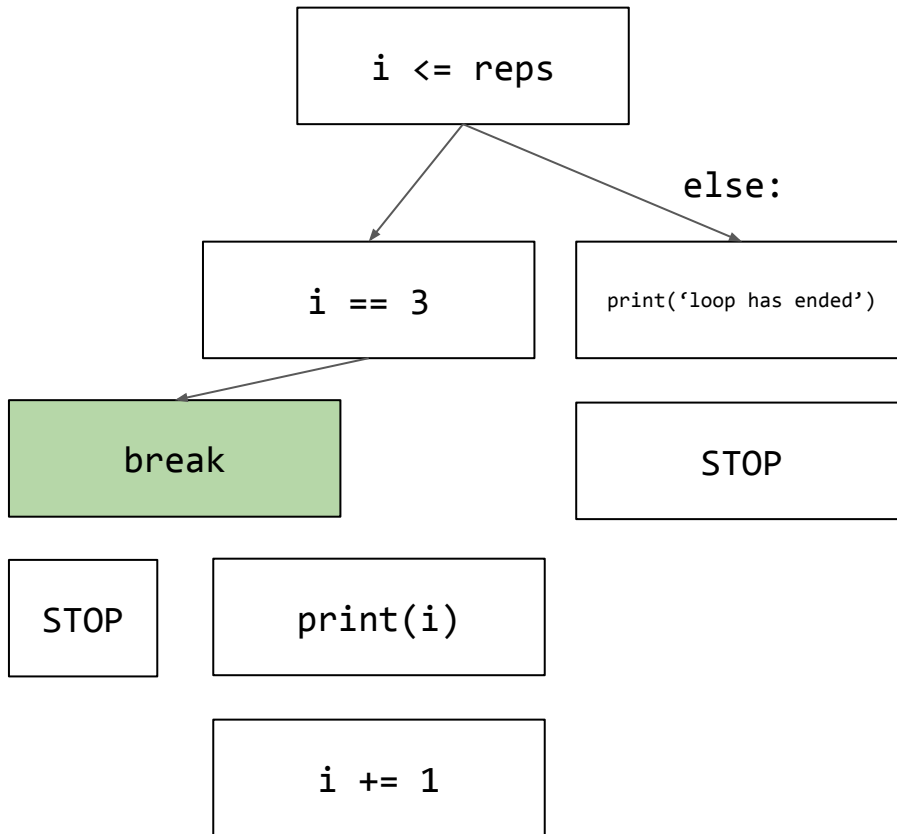 i <= reps
else:
i == 3
print(‘loop has ended’)
break
STOP
STOP
print(i)
i += 1